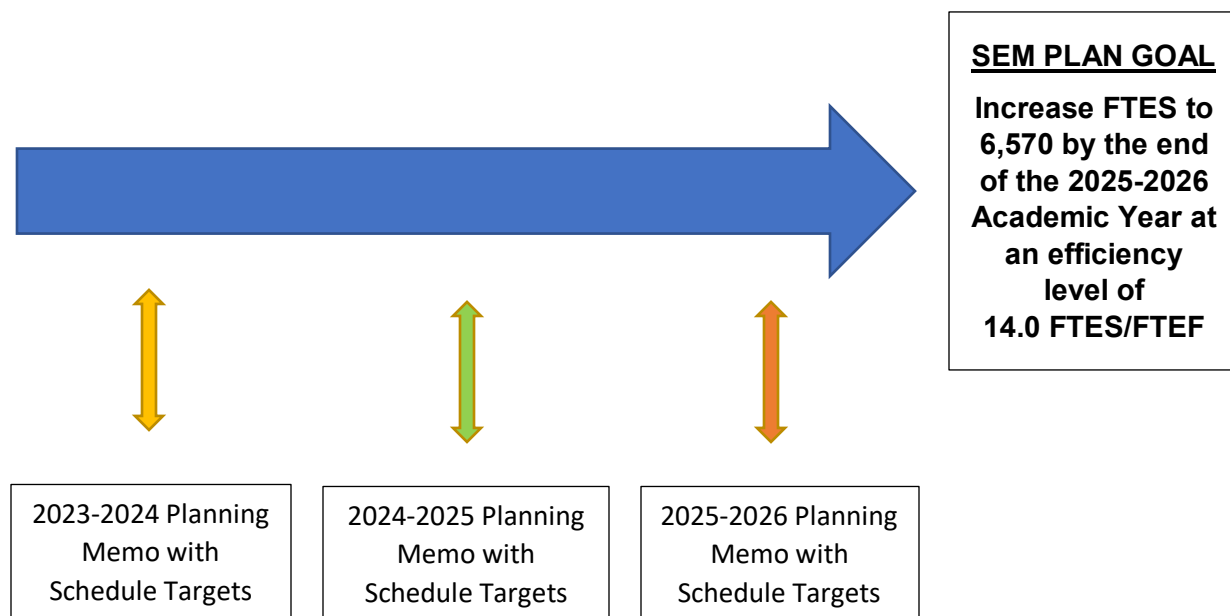 SEM PLAN GOAL
Increase FTES to
6,570 by the end
of the 2025-2026
Academic Year at
an efficiency
level of
14.0 FTES/FTEF
2023-2024 Planning
Memo with
Schedule Targets
2024-2025 Planning
Memo with
Schedule Targets
2025-2026 Planning
Memo with
Schedule Targets